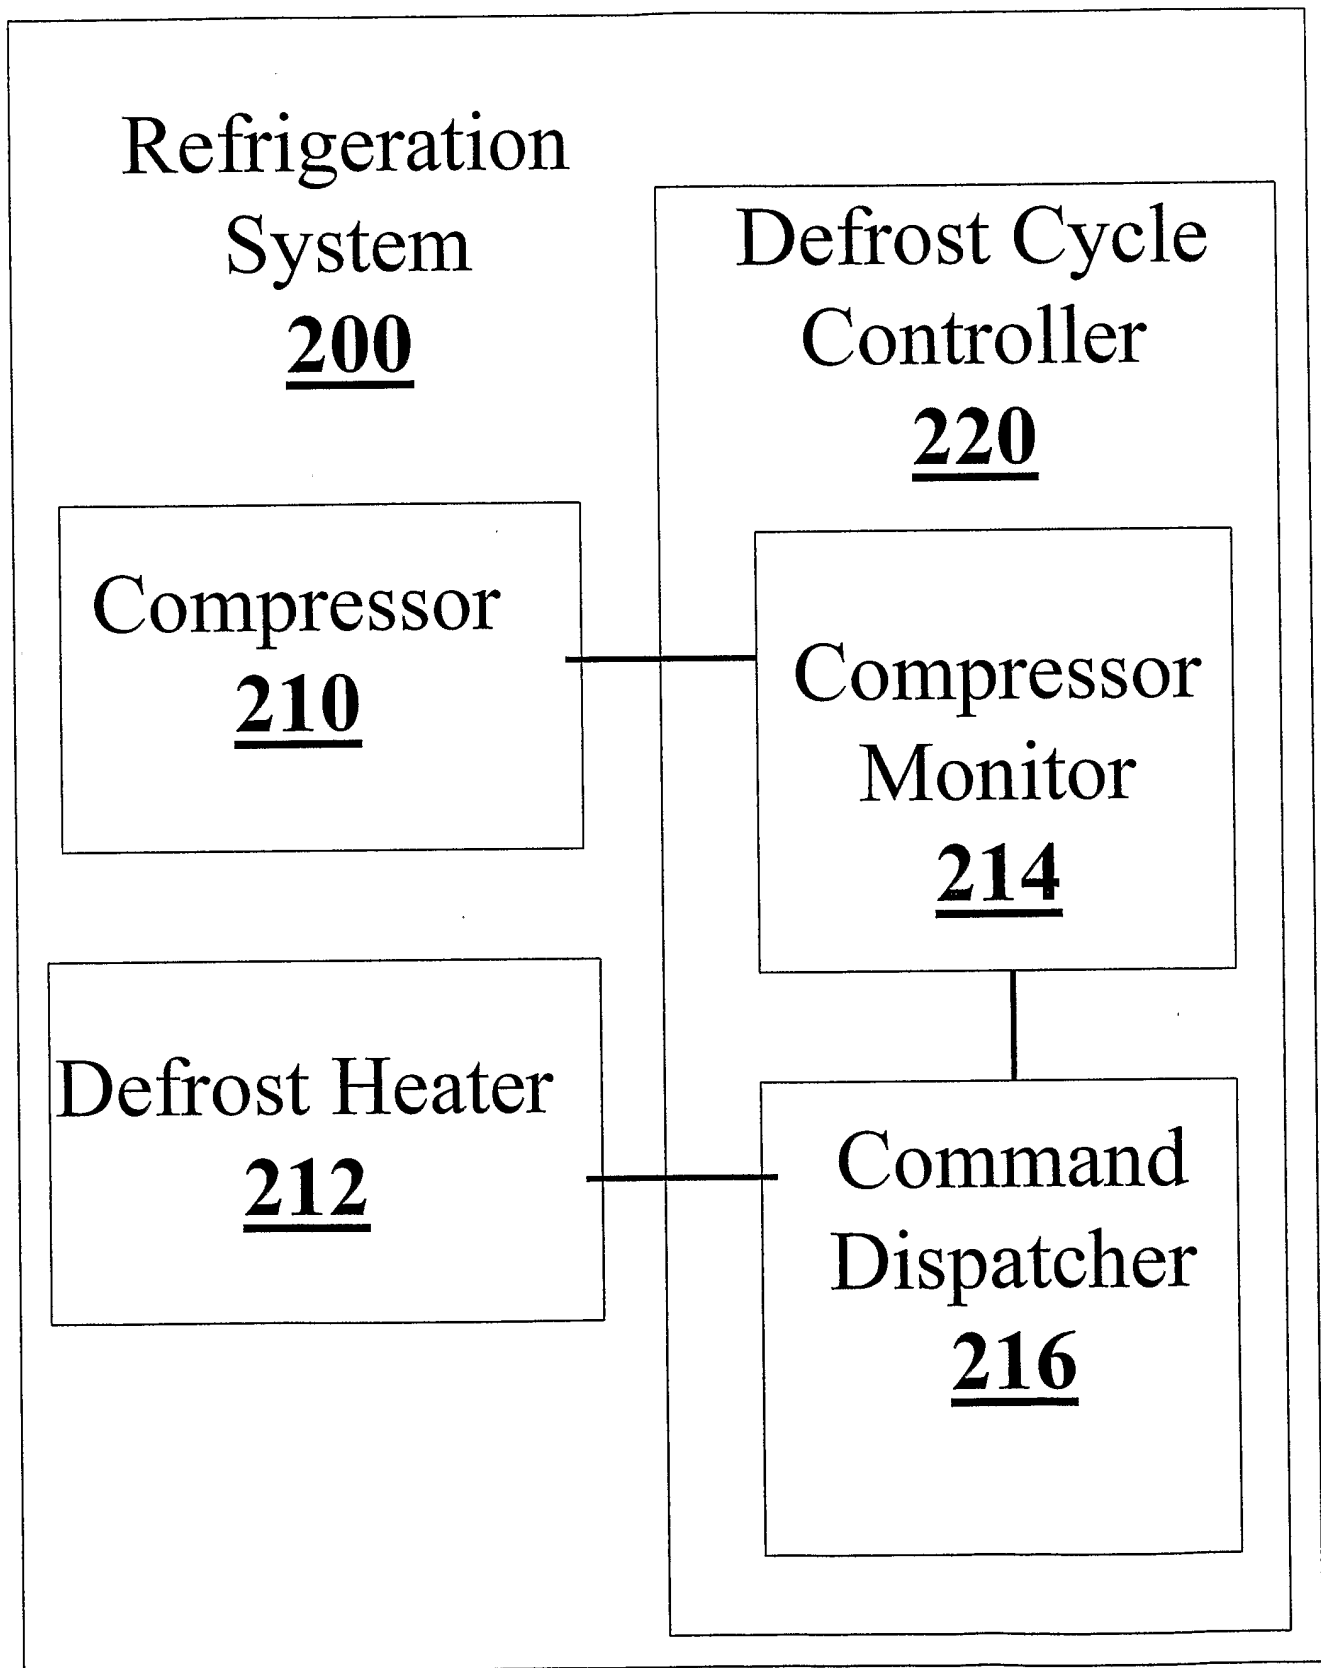 Refrigeration
System
200
Defrost Cycle
Controller
220
Compressor
210
Compressor
Monitor
214
Defrost Heater
212
Command
Dispatcher
216